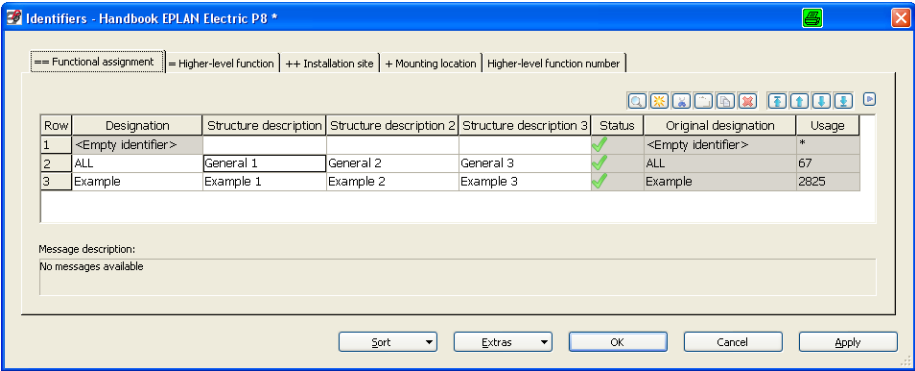 Identifiers - Handbook EPLAN Electric P8 *
== Functional assignment = Higher-level function ++ Installation site + Mounting location Higher-level function number
Row Designation Structure description Structure description 2 Structure description 3 Status Original designation Usage
1 <Empty identifier> <Empty identifier> *
2 ALL General 1 General 2 General 3 ALL 67
3 Example Example 1 Example 2 Example 3 Example 2825
Message description:
No messages available
Sort Extras OK Cancel Apply